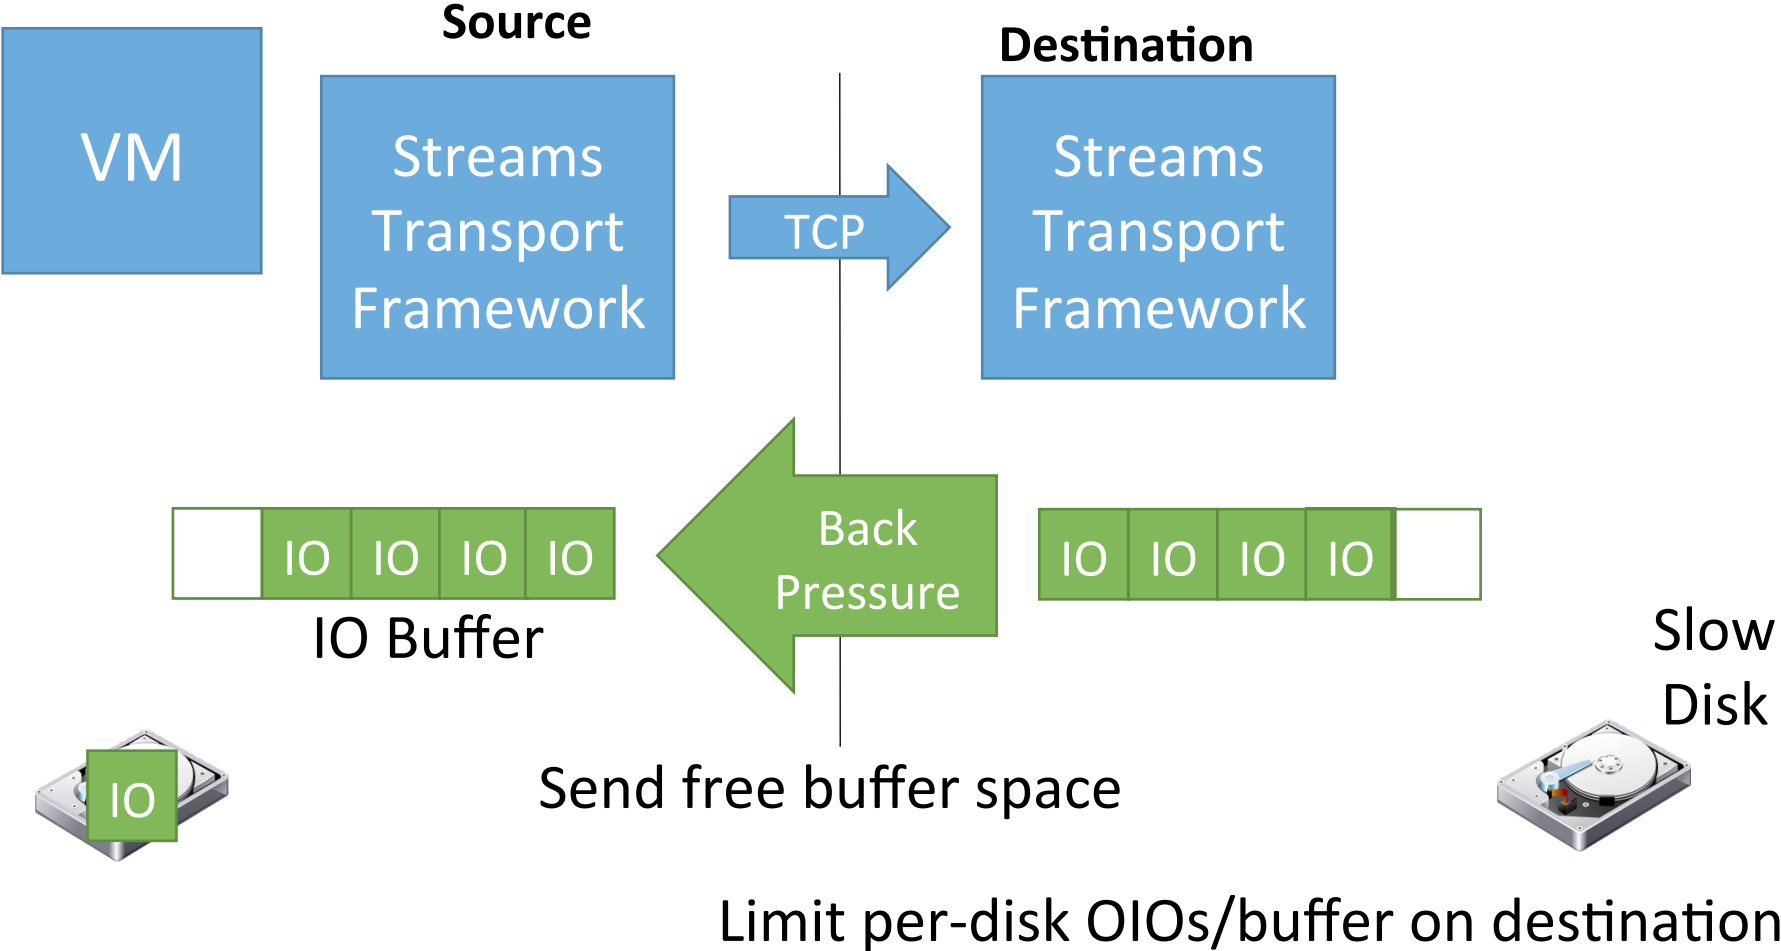 Source
Destination
VM
Streams
Transport
Framework
TCP
Streams
Transport
Framework
Back
Pressure
IO IO IO IO
IO IO IO IO
IO Buffer
Slow
Disk
IO
Send free buffer space
Limit per-disk OIOs/buffer on destination